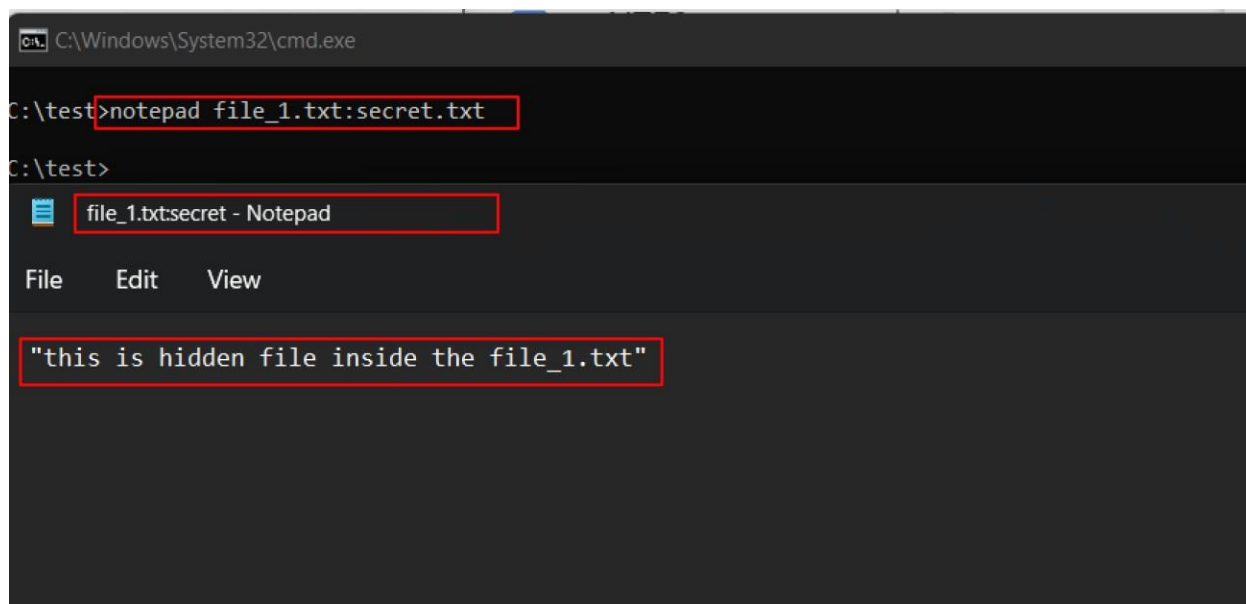 C:\Windows\System32\cmd.exe
C:\test>notepad file_1.txt:secret.txt
C:\test>
file_1.txt:secret - Notepad
File Edit View
"this is hidden file inside the file_1.txt"